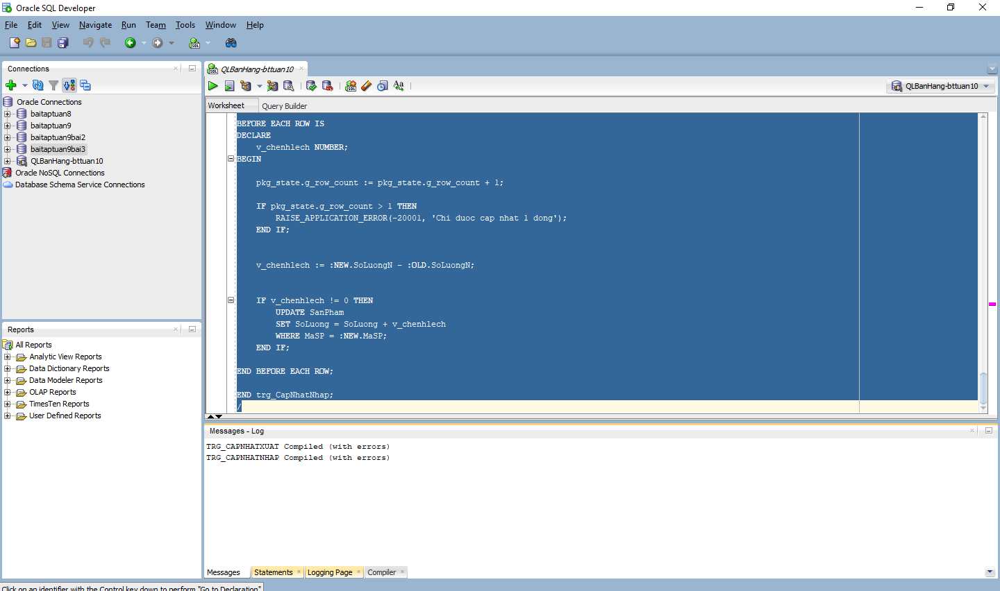 Oracle SQL Developer
File Edit View Navigate Run Team Tools Window Help
Connections
Oracle Connections
baitaptuan8
baitaptuan9
baitaptuan9bai2
baitaptuan9bai3
QLBanHang-bttuan10
Oracle NoSQL Connections
Database Schema Service Connections
Reports
All Reports
Analytic View Reports
Data Dictionary Reports
Data Modeler Reports
OLAP Reports
TimesTen Reports
User Defined Reports
QLBanHang-bttuan10
QLBanHang-bttuan10
Worksheet Query Builder
BEFORE EACH ROW IS
DECLARE
v_chenhlech NUMBER;
BEGIN
pkg_state.g_row_count := pkg_state.g_row_count + 1;
IF pkg_state.g_row_count > 1 THEN
RAISE_APPLICATION_ERROR(-20001, 'Chi duoc cap nhat 1 dong');
END IF;
v_chenhlech := :NEW.SoLuongN - :OLD.SoLuongN;
IF v_chenhlech != 0 THEN
UPDATE SanPham
SET SoLuong = SoLuong + v_chenhlech
WHERE MaSP = :NEW.MaSP;
END IF;
END BEFORE EACH ROW;
END trg_CapNhatNhap;
/
Messages - Log
TRG_CAPNHATXUAT Compiled (with errors)
TRG_CAPNHATNHAP Compiled (with errors)
Messages Statements Logging Page Compiler
Click on an identifier with the Control key down to perform "Go to Declaration"